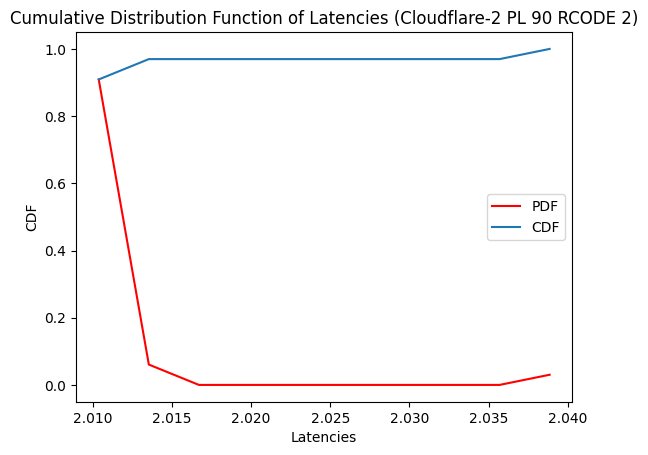 Cumulative Distribution Function of Latencies (Cloudflare-2 PL 90 RCODE 2)
1.0
0.8
0.6
0.4
0.2
0.0
CDF
PDF
CDF
2.010 2.015 2.020 2.025 2.030 2.035 2.040
Latencies